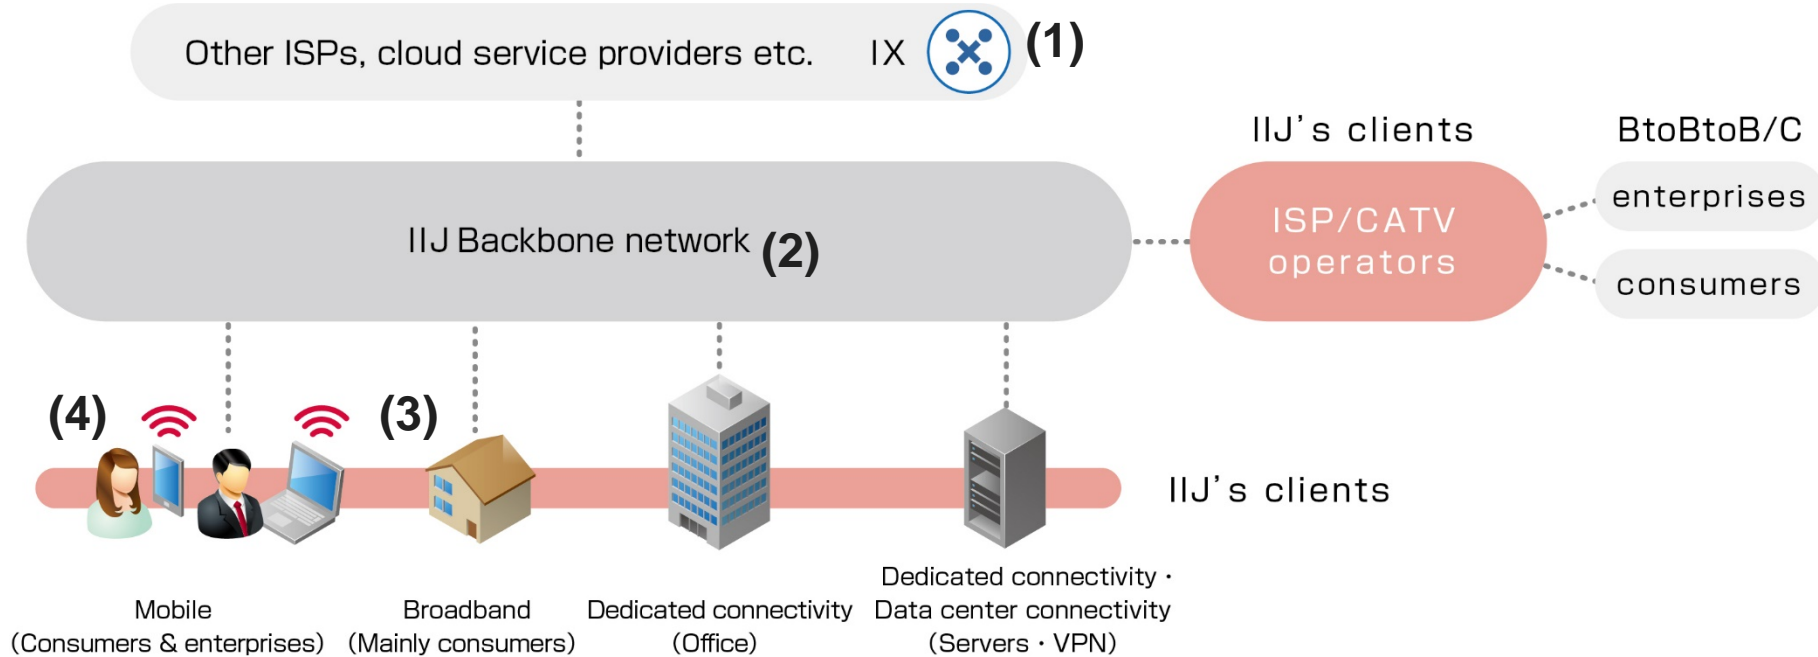 Other ISPs, cloud service providers etc. IX (1)
IIJ's clients
BtoBtoB/C
IIJ Backbone network (2)
ISP/CATV
operators
enterprises
consumers
(4)
(3)
IIJ's clients
Mobile
(Consumers & enterprises)
Broadband
(Mainly consumers)
Dedicated connectivity
(Office)
Dedicated connectivity・
Data center connectivity
(Servers・VPN)